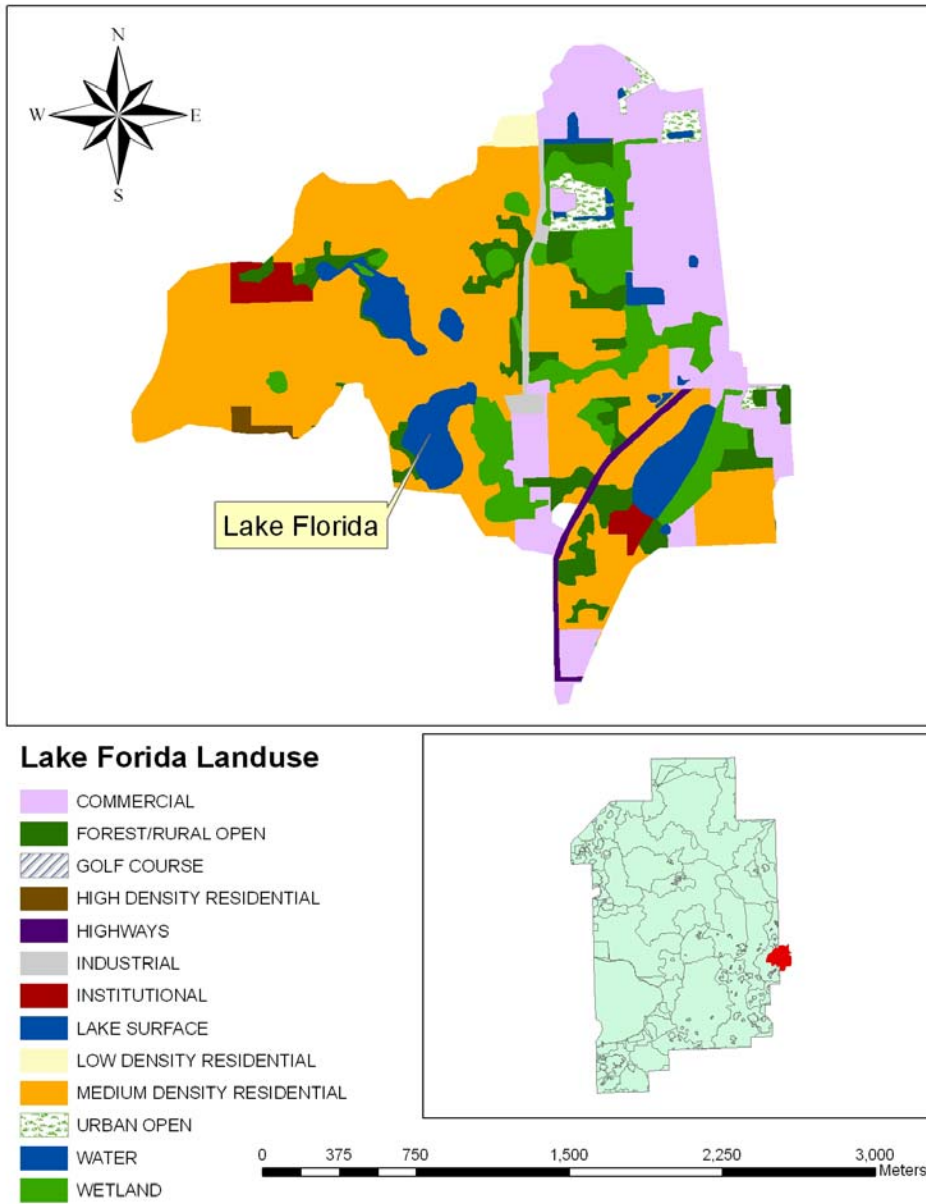 N
W
E
S
Lake Florida
Lake Forida Landuse
COMMERCIAL
FOREST/RURAL OPEN
GOLF COURSE
HIGH DENSITY RESIDENTIAL
HIGHWAYS
INDUSTRIAL
INSTITUTIONAL
LAKE SURFACE
LOW DENSITY RESIDENTIAL
MEDIUM DENSITY RESIDENTIAL
URBAN OPEN
WATER
WETLAND
0 375 750 1,500 2,250 3,000
Meters